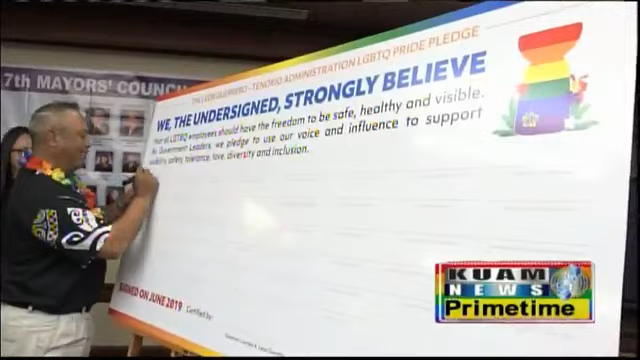 7th MAYORS' COUNCIL
THE LEON GUERRERO - TENORIO ADMINISTRATION LGBTQ PRIDE PLEDGE
WE, THE UNDERSIGNED, STRONGLY BELIEVE
that all LGTBQ employees should have the freedom to be safe, healthy and visible.
As Government Leaders, we pledge to use our voice and influence to support
visibility, safety, tolerance, love, diversity and inclusion.
SIGNED ON JUNE 2019
Certified by:
KUAM
NEWS
Primetime